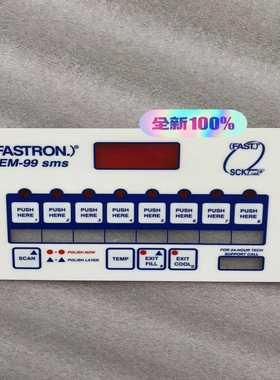 全新100%
FASTRON.)®
EM-99 sms
(FAST.)®
SCK
PUSH HERE PUSH HERE PUSH HERE PUSH HERE PUSH HERE PUSH HERE PUSH HERE PUSH HERE
SCAN
= POLISH NOW
= POLISH LATER
TEMP
EXIT FILL
EXIT COOL
FOR 24-HOUR TECH
SUPPORT CALL